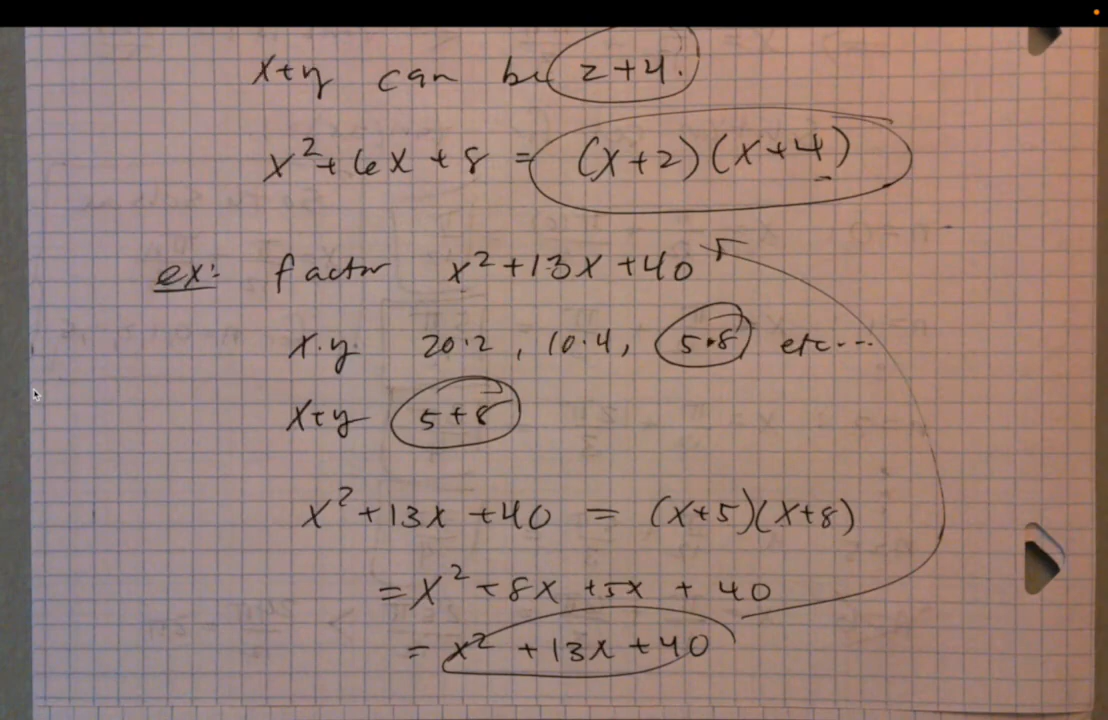 x+y can be 2+4.
x²+6x+8 = (x+2)(x+4)
ex: factor x²+13x+40
x·y 20·2, 10·4, 5·8 etc...
x+y 5+8
x²+13x+40 = (x+5)(x+8)
= x²+8x+5x+40
= x²+13x+40